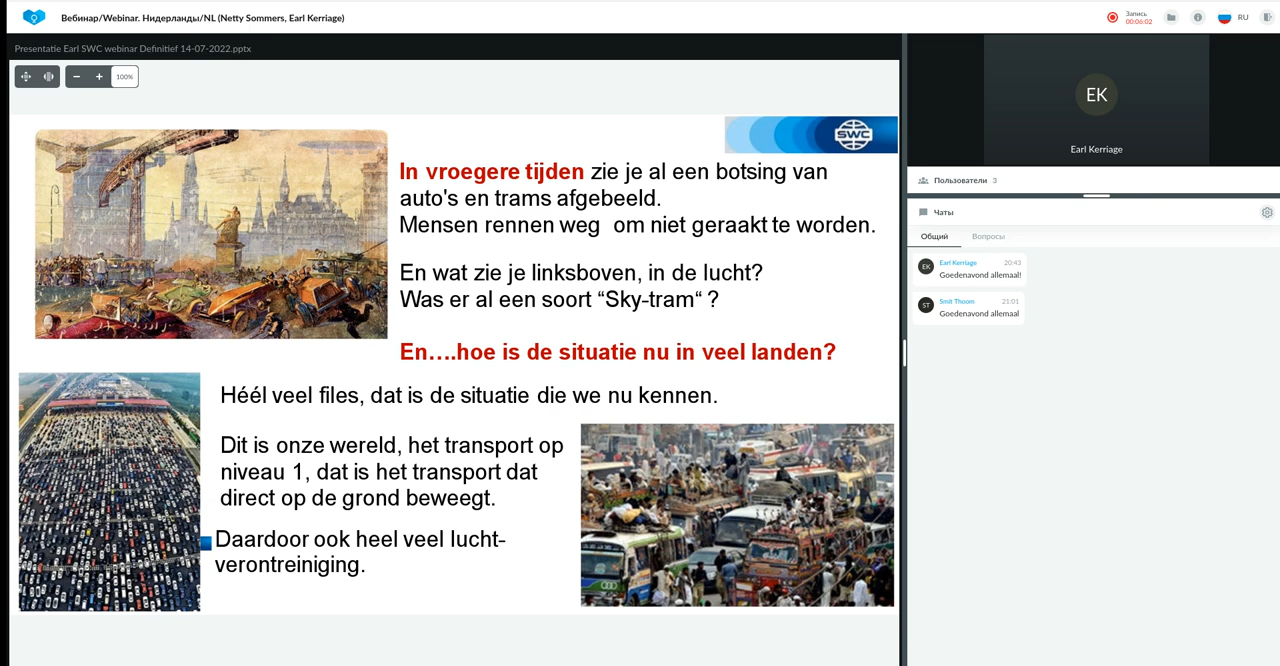 Вебинар/Webinar. Нидерланды/NL (Netty Sommers, Earl Kerriage)
Запись
00:06:02
RU
Presentatie Earl SWC webinar Definitief 14-07-2022.pptx
100%
SWC
In vroegere tijden zie je al een botsing van
auto's en trams afgebeeld.
Mensen rennen weg om niet geraakt te worden.
En wat zie je linksboven, in de lucht?
Was er al een soort “Sky-tram“ ?
En….hoe is de situatie nu in veel landen?
Héél veel files, dat is de situatie die we nu kennen.
Dit is onze wereld, het transport op
niveau 1, dat is het transport dat
direct op de grond beweegt.
Daardoor ook heel veel lucht-
verontreiniging.
EK
Earl Kerriage
Пользователи 3
Чаты
Общий Вопросы
EK Earl Kerriage 20:43
Goedenavond allemaal!
ST Smit Thoom 21:01
Goedenavond allemaal